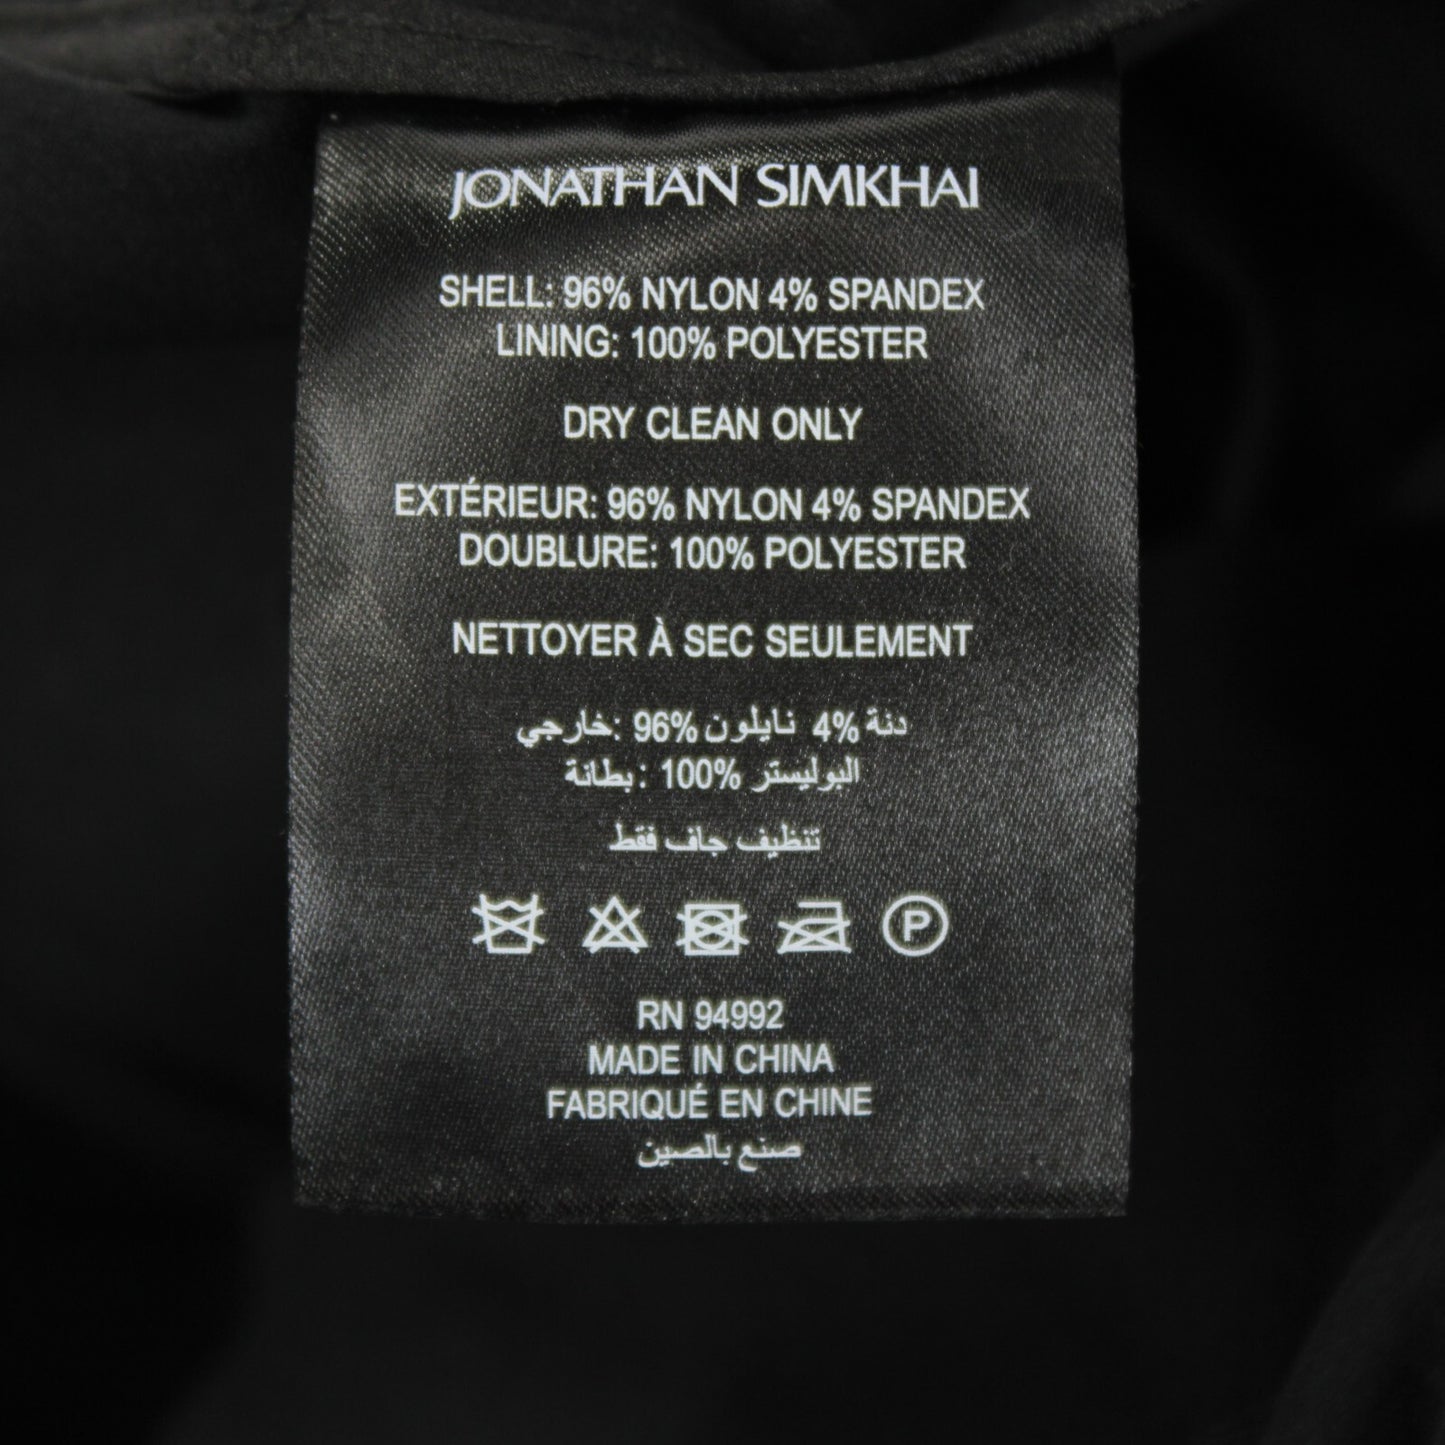 JONATHAN SIMKHAI
SHELL: 96% NYLON 4% SPANDEX
LINING: 100% POLYESTER
DRY CLEAN ONLY
EXTÉRIEUR: 96% NYLON 4% SPANDEX
DOUBLURE: 100% POLYESTER
NETTOYER À SEC SEULEMENT
خارجي: 96% نايلون 4% دنة
بطانة: 100% البوليستر
تنظيف جاف فقط
P
RN 94992
MADE IN CHINA
FABRIQUÉ EN CHINE
صنع بالصين